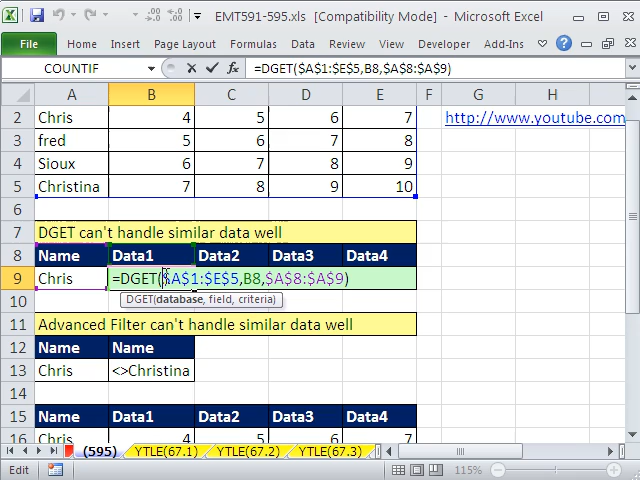 EMT591-595.xls [Compatibility Mode] - Microsoft Excel
File Home Insert Draw Page Layout Formulas Data Review View Developer Add-Ins
COUNTIF fx =DGET($A$1:$E$5,B8,$A$8:$A$9)
A B C D E F G H
2 Chris 4 5 6 7 http://www.youtube.com
3 fred 5 6 7 8
4 Sioux 6 7 8 9
5 Christina 7 8 9 10
6
7 DGET can't handle similar data well
8 Name Data1 Data2 Data3 Data4
9 Chris =DGET($A$1:$E$5,B8,$A$8:$A$9)
10 DGET(database, field, criteria)
11 Advanced Filter can't handle similar data well
12 Name Name
13 Chris <>Christina
14
15 Name Data1 Data2 Data3 Data4
16 Chris 4 5 6 7
(595) YTLE(67.1) YTLE(67.2) YTLE(67.3)
Edit 115%